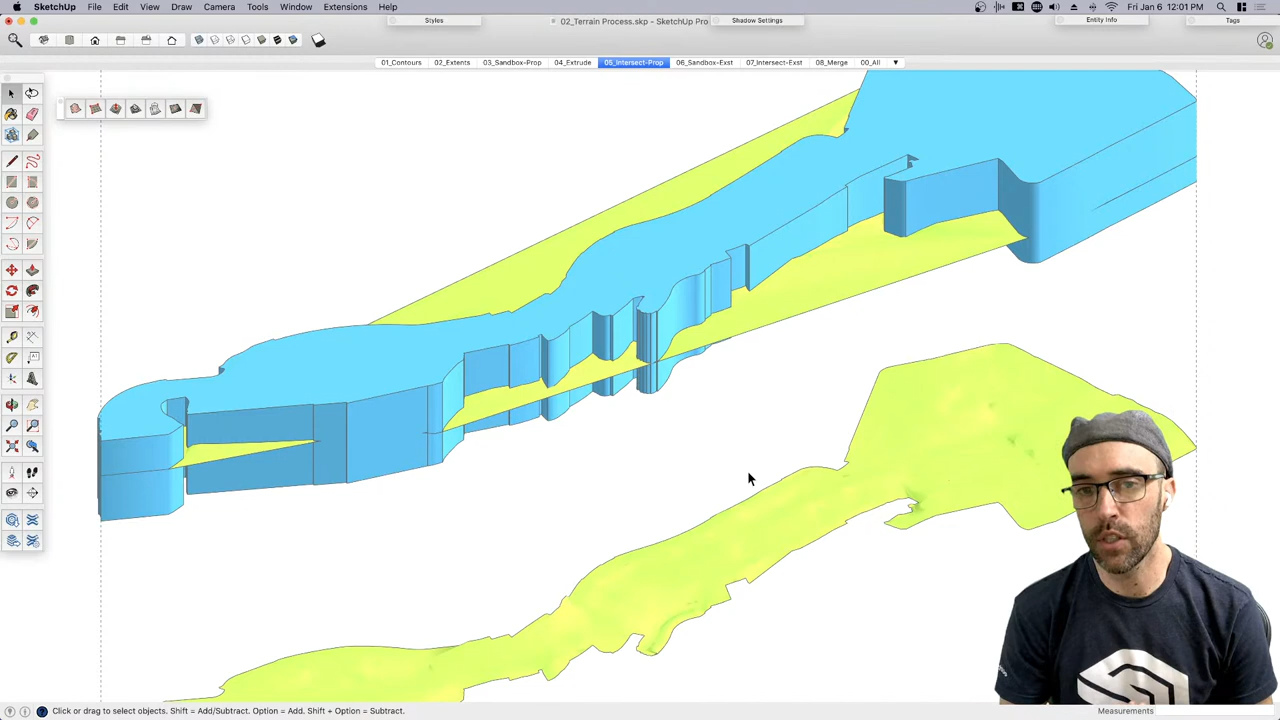 SketchUp File Edit View Draw Camera Tools Window Extensions Help Fri Jan 6 12:01 PM
Styles
02_Terrain Process.skp - SketchUp Pro
Shadow Settings
Entity Info
Tags
01_Contours 02_Extents 03_Sandbox-Prop 04_Extrude 05_Intersect-Prop 06_Sandbox-Exst 07_Intersect-Exst 08_Merge 00_All
Click or drag to select objects. Shift = Add/Subtract. Option = Add. Shift + Option = Subtract.
Measurements